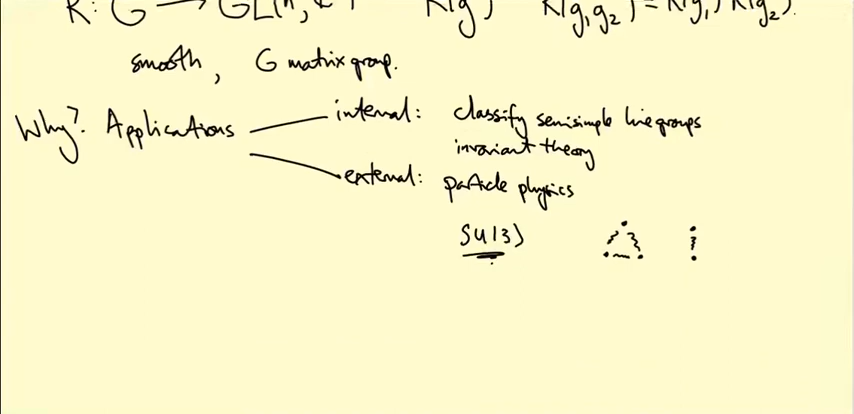 R: G → GL(n, R(g) R(g₁g₂) = R(g₁) R(g₂).
smooth, G matrix group.
Why? Applications
internal: classify semisimple Lie groups
invariant theory
external: particle physics
SU(3)